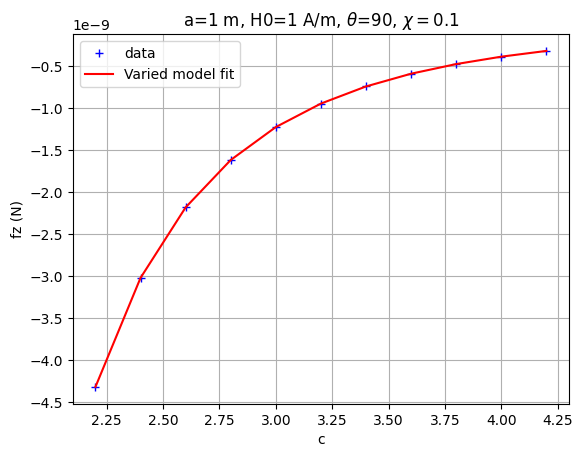 a=1 m, H0=1 A/m, θ=90, χ = 0.1
1e−9
data
Varied model fit
−0.5
−1.0
−1.5
−2.0
−2.5
−3.0
−3.5
−4.0
−4.5
fz (N)
2.25 2.50 2.75 3.00 3.25 3.50 3.75 4.00 4.25
c